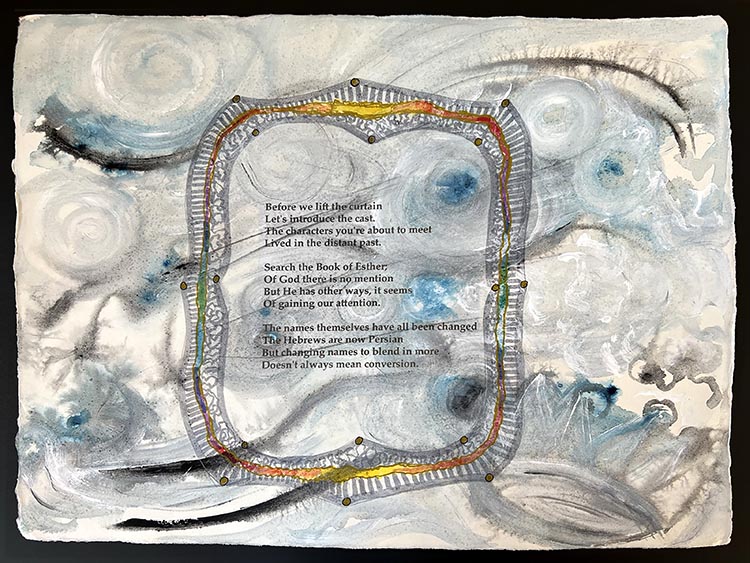 Before we lift the curtain
Let's introduce the cast.
The characters you're about to meet
Lived in the distant past.
Search the Book of Esther;
Of God there is no mention
But He has other ways, it seems
Of gaining our attention.
The names themselves have all been changed
The Hebrews are now Persian
But changing names to blend in more
Doesn't always mean conversion.